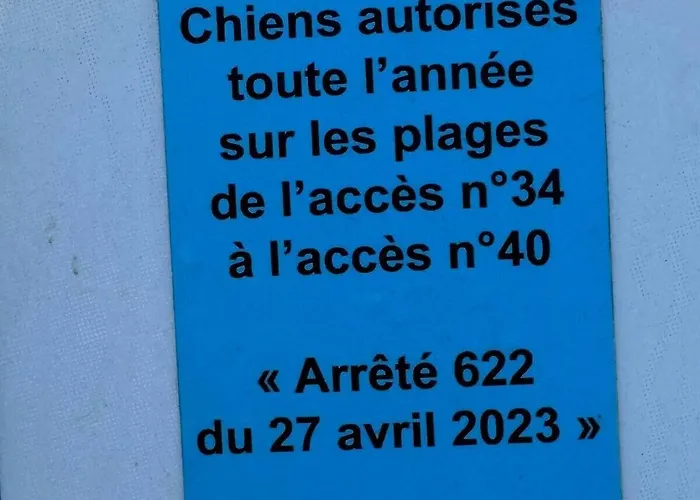 Chiens autorisés
toute l’année
sur les plages
de l’accès n°34
à l’accès n°40
« Arrêté 622
du 27 avril 2023 »